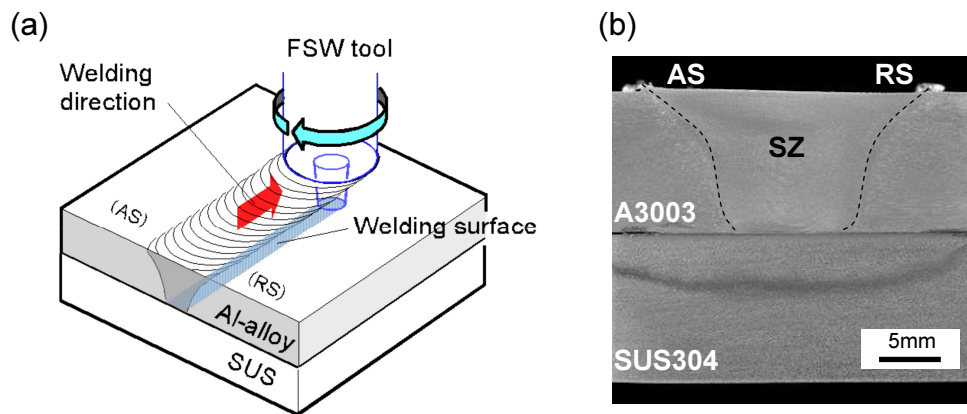 (a)
FSW tool
Welding
direction
(AS)
Welding surface
(RS)
Al-alloy
SUS
(b)
AS
RS
SZ
A3003
SUS304
5mm